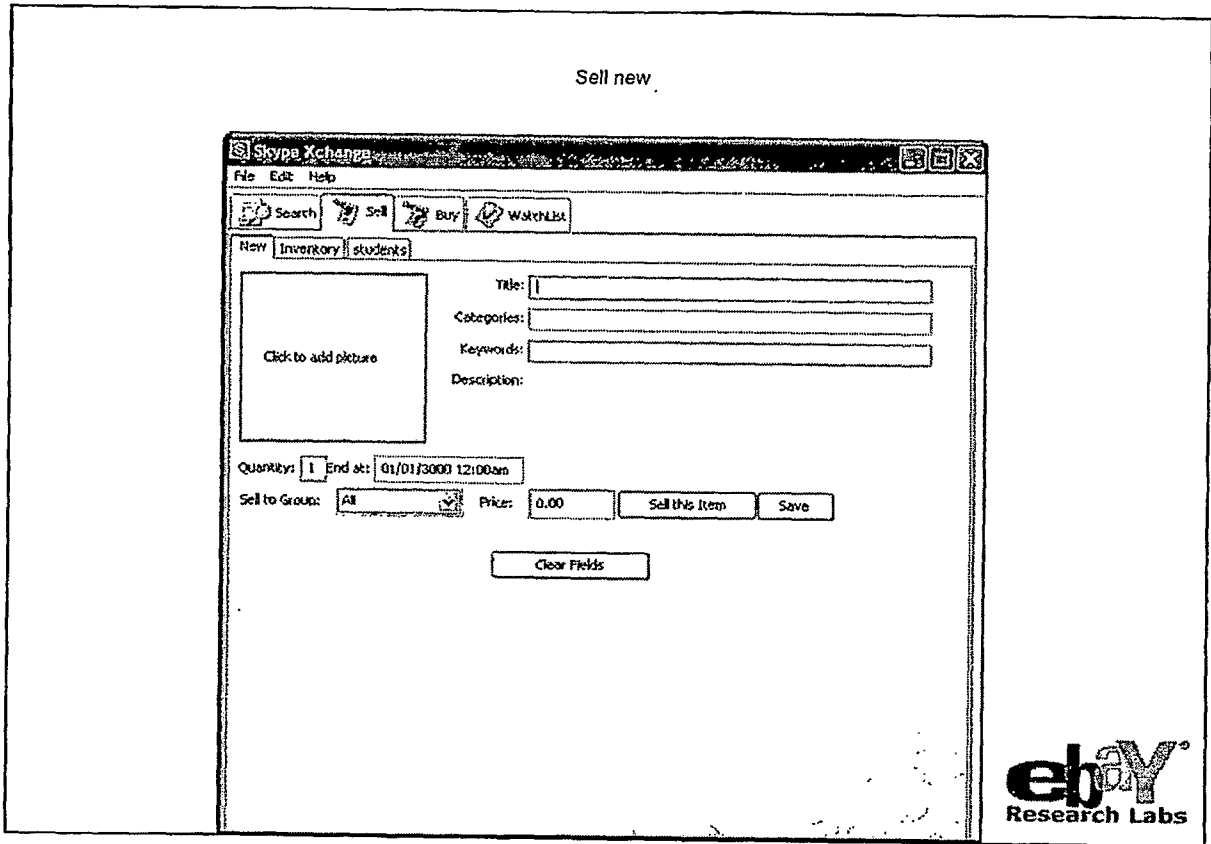 Sell new
Skype Xchange
File Edit Help
Search Sell Buy WatchList
New Inventory students
Title:
Categories:
Click to add picture
Keywords:
Description:
Quantity: 1 End at: 01/01/3000 12:00am
Sell to Group: All Price: 0.00 Sell this Item Save
Clear Fields
ebay
Research Labs